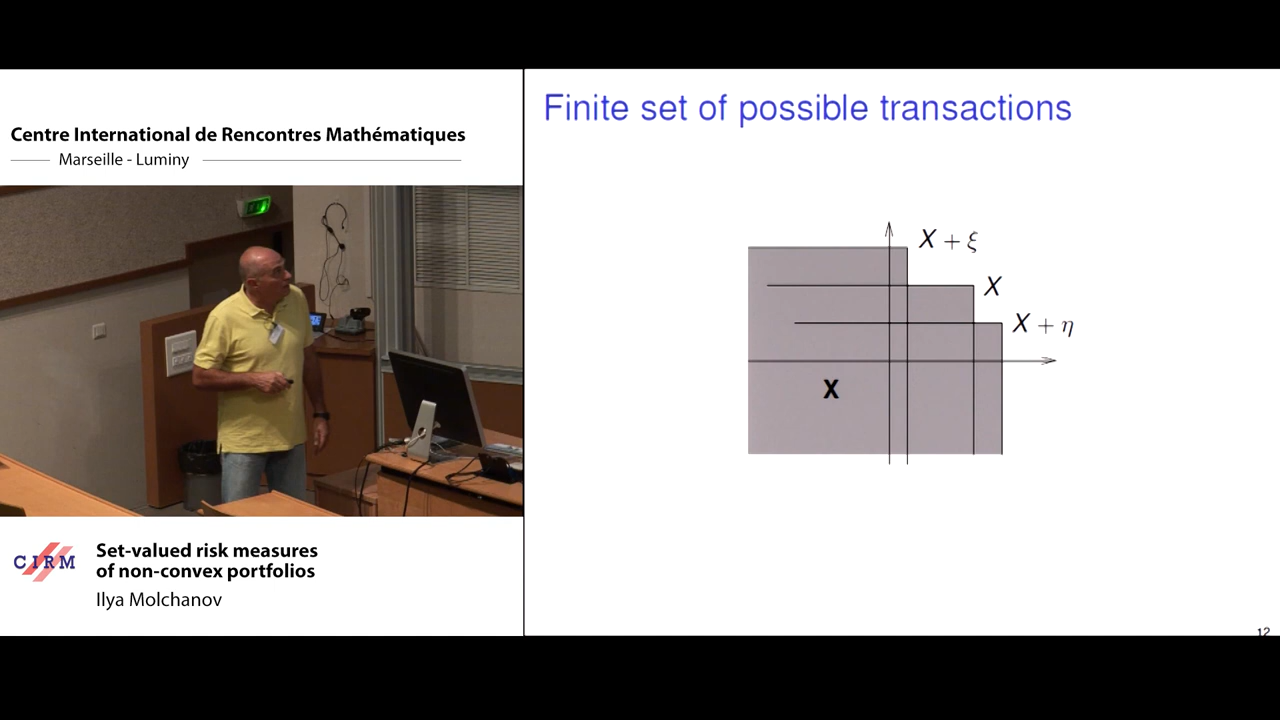 Centre International de Rencontres Mathématiques
Marseille - Luminy
Finite set of possible transactions
X + ξ
X
X + η
X
CIRM
Set-valued risk measures
of non-convex portfolios
Ilya Molchanov
12